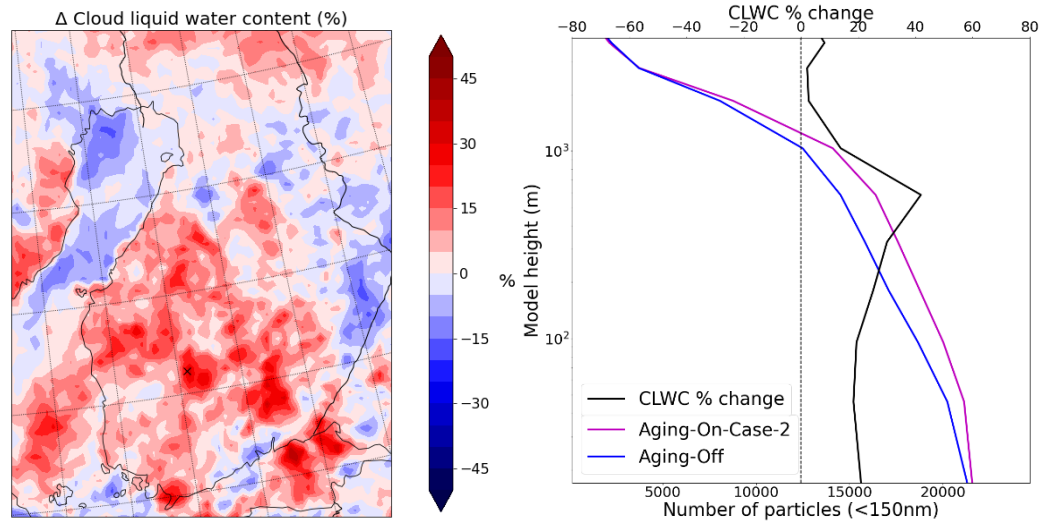 Δ Cloud liquid water content (%)
45
30
15
0
−15
−30
−45
%
CLWC % change
−80 −60 −40 −20 0 20 40 60 80
Model height (m)
10³
10²
CLWC % change
Aging-On-Case-2
Aging-Off
5000 10000 15000 20000
Number of particles (<150nm)